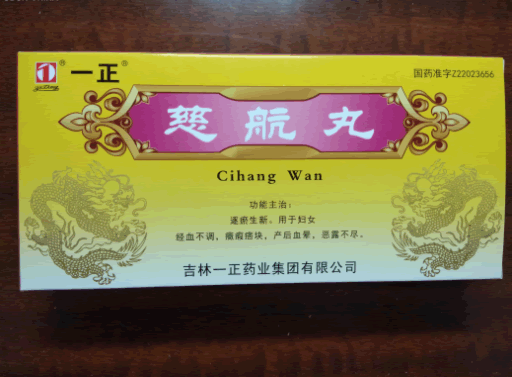 一正®
国药准字Z22023656
慈航丸
Cihang Wan
功能主治：
逐瘀生新。用于妇女
经血不调，癥瘕痞块，产后血晕，恶露不尽。
吉林一正药业集团有限公司